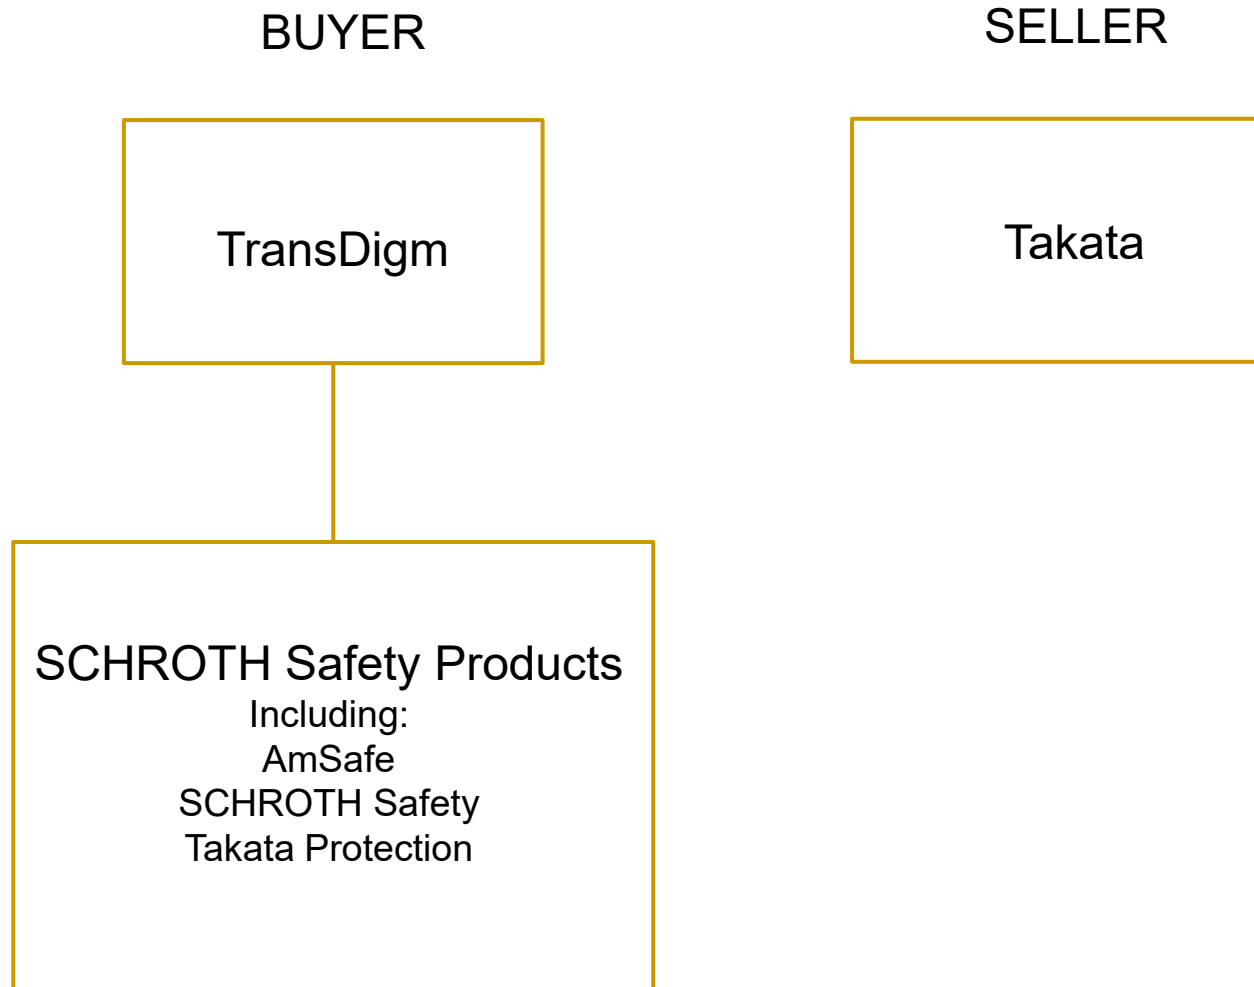 BUYER
SELLER
TransDigm
Takata
SCHROTH Safety Products
Including:
AmSafe
SCHROTH Safety
Takata Protection